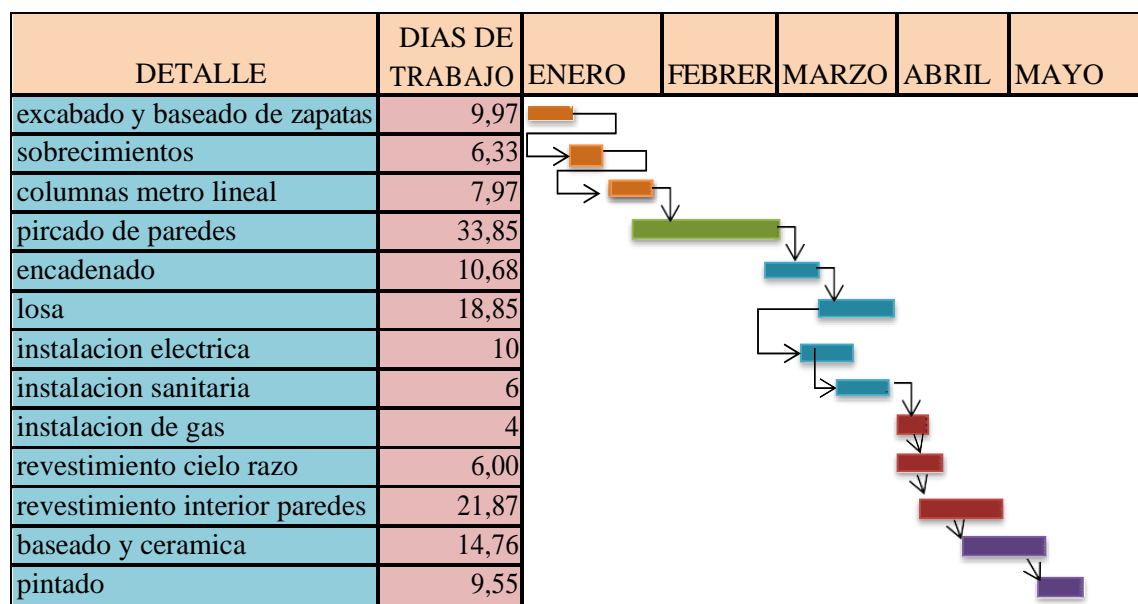 DETALLE DIAS DE TRABAJO ENERO FEBRER MARZO ABRIL MAYO
excabado y baseado de zapatas 9,97
sobrecimientos 6,33
columnas metro lineal 7,97
pircado de paredes 33,85
encadenado 10,68
losa 18,85
instalacion electrica 10
instalacion sanitaria 6
instalacion de gas 4
revestimiento cielo razo 6,00
revestimiento interior paredes 21,87
baseado y ceramica 14,76
pintado 9,55